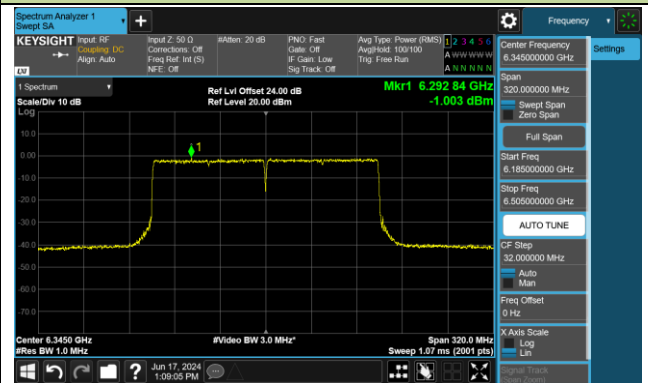 Spectrum Analyzer 1
Swept SA
Frequency
KEYSIGHT
Input: RF
Coupling: DC
Align: Auto
Input Z: 50 Ω
Corrections: Off
Freq Ref: Int (S)
NFE: Off
#Atten: 20 dB
PNO: Fast
Gate: Off
IF Gain: Low
Sig Track: Off
Avg Type: Power (RMS)
Avg|Hold: 100/100
Trig: Free Run
1 2 3 4 5 6
A W W W W W
A N N N N N
LXI
1 Spectrum
Scale/Div 10 dB
Ref Lvl Offset 24.00 dB
Ref Level 20.00 dBm
Mkr1 6.292 84 GHz
-1.003 dBm
Log
10.0
0.00
-10.0
-20.0
-30.0
-40.0
-50.0
-60.0
-70.0
1
Center 6.3450 GHz
#Res BW 1.0 MHz
#Video BW 3.0 MHz*
Span 320.0 MHz
Sweep 1.07 ms (2001 pts)
Jun 17, 2024
1:09:05 PM
Center Frequency
6.345000000 GHz
Span
320.000000 MHz
Swept Span
Zero Span
Full Span
Start Freq
6.185000000 GHz
Stop Freq
6.505000000 GHz
AUTO TUNE
CF Step
32.000000 MHz
Auto
Man
Freq Offset
0 Hz
X Axis Scale
Log
Lin
Signal Track
(Span Zoom)
Settings